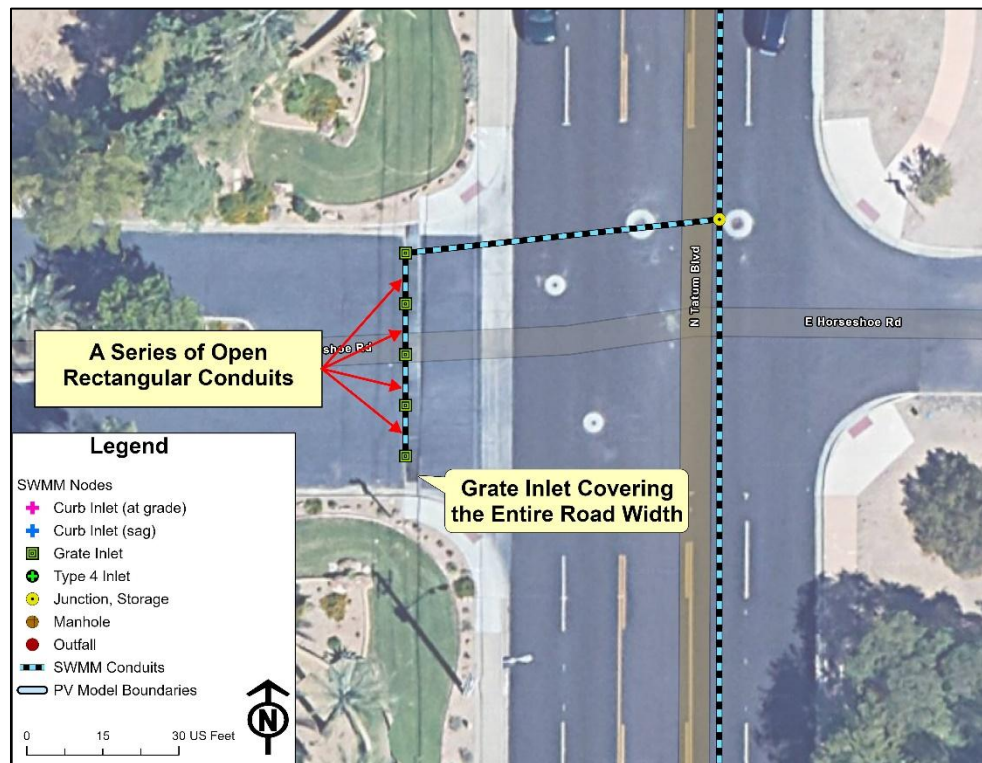 N Tatum Blvd
E Horseshoe Rd
shoe Rd
A Series of Open
Rectangular Conduits
Grate Inlet Covering
the Entire Road Width
Legend
SWMM Nodes
Curb Inlet (at grade)
Curb Inlet (sag)
Grate Inlet
Type 4 Inlet
Junction, Storage
Manhole
Outfall
SWMM Conduits
PV Model Boundaries
N
0 15 30 US Feet